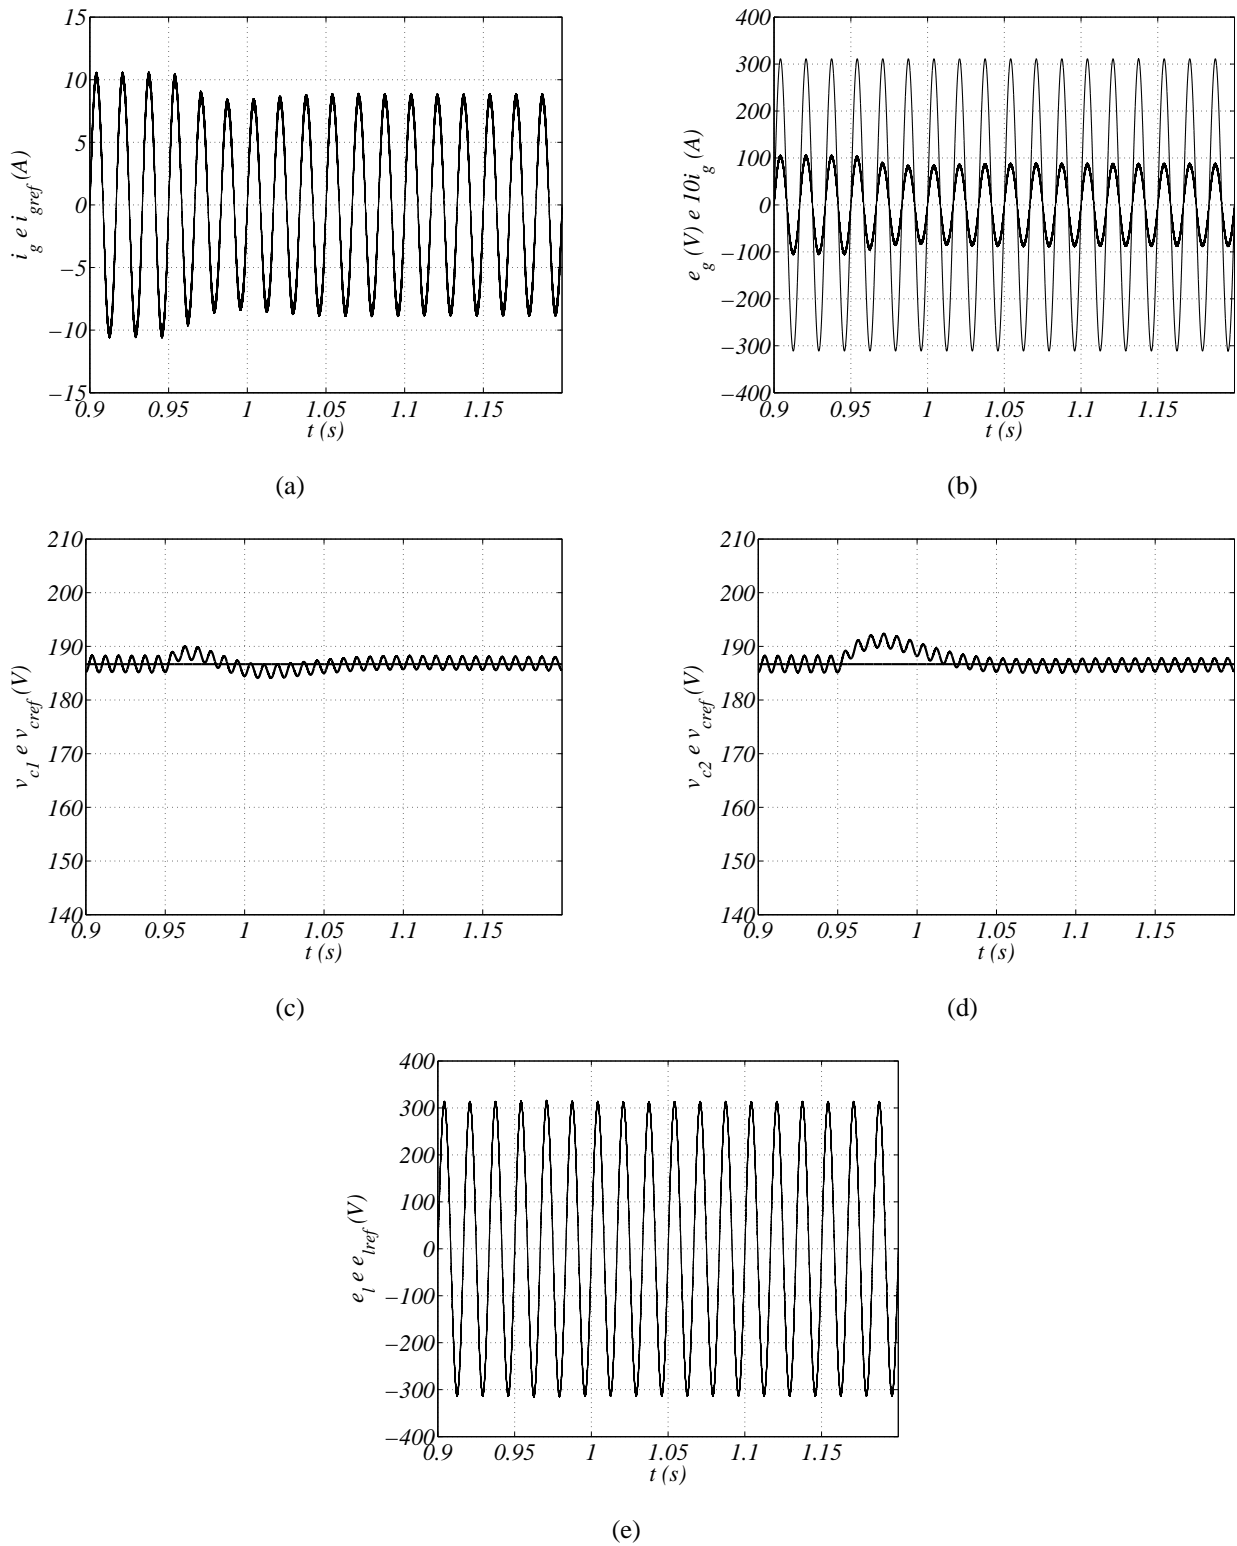 15
10
5
0
−5
−10
−15
0.9 0.95 1 1.05 1.1 1.15
t (s)
i_g e i_gref (A)
(a)
400
300
200
100
0
−100
−200
−300
−400
0.9 0.95 1 1.05 1.1 1.15
t (s)
e_g (V) e 10i_g (A)
(b)
210
200
190
180
170
160
150
140
0.9 0.95 1 1.05 1.1 1.15
t (s)
v_c1 e v_cref (V)
(c)
210
200
190
180
170
160
150
140
0.9 0.95 1 1.05 1.1 1.15
t (s)
v_c2 e v_cref (V)
(d)
400
300
200
100
0
−100
−200
−300
−400
0.9 0.95 1 1.05 1.1 1.15
t (s)
e_l e e_lref (V)
(e)